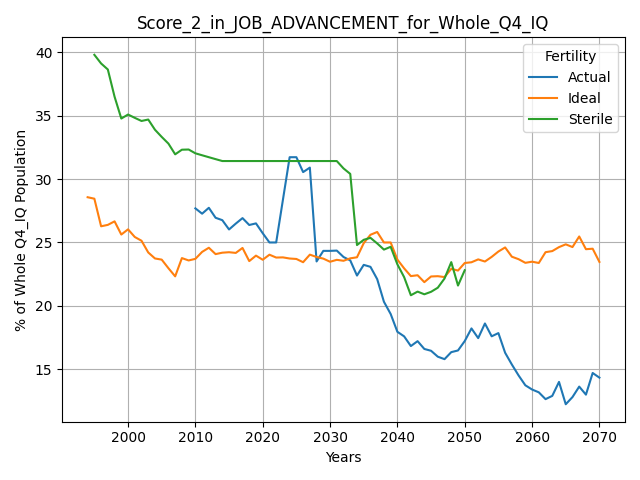 Score_2_in_JOB_ADVANCEMENT_for_Whole_Q4_IQ
% of Whole Q4_IQ Population
40
35
30
25
20
15
Fertility
Actual
Ideal
Sterile
2000 2010 2020 2030 2040 2050 2060 2070
Years